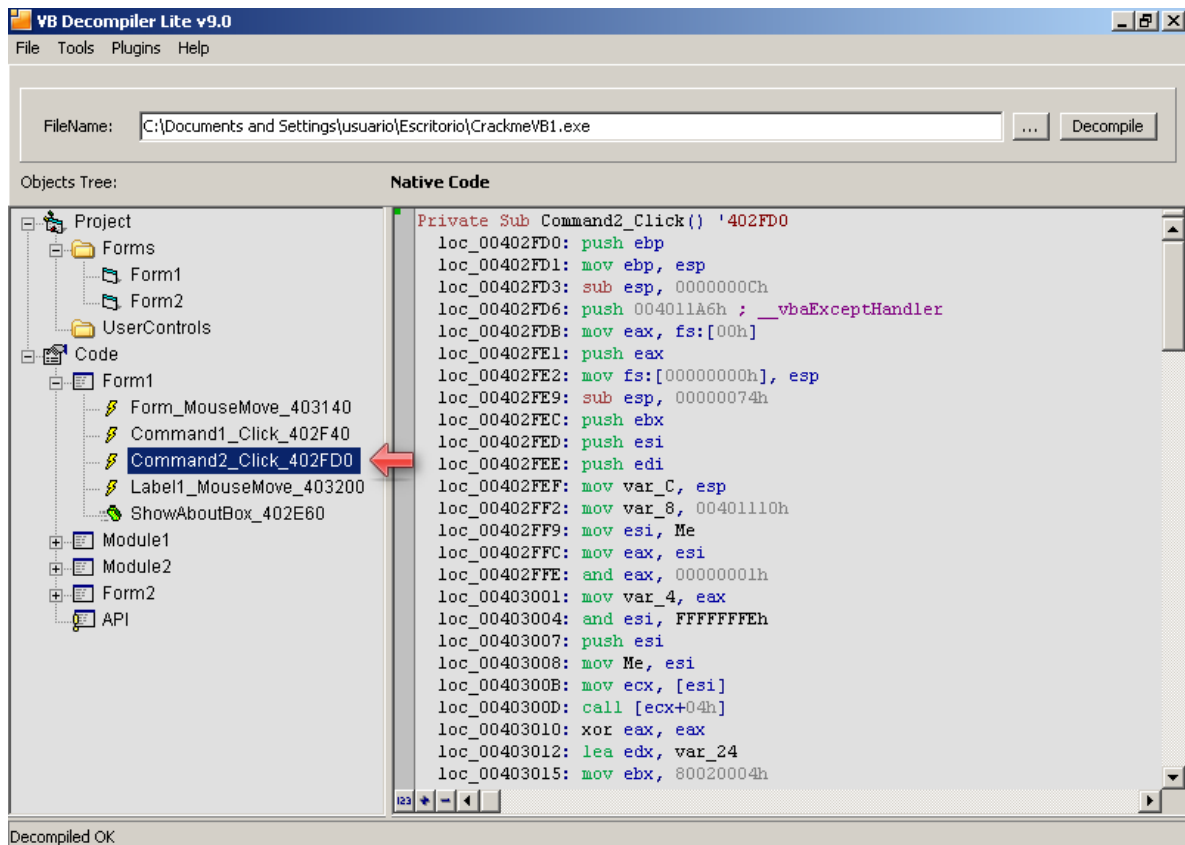 VB Decompiler Lite v9.0
File Tools Plugins Help
FileName: C:\Documents and Settings\usuario\Escritorio\CrackmeVB1.exe ... Decompile
Objects Tree:
Native Code
Project
Forms
Form1
Form2
UserControls
Code
Form1
Form_MouseMove_403140
Command1_Click_402F40
Command2_Click_402FD0
Label1_MouseMove_403200
ShowAboutBox_402E60
Module1
Module2
Form2
API
Private Sub Command2_Click() '402FD0
loc_00402FD0: push ebp
loc_00402FD1: mov ebp, esp
loc_00402FD3: sub esp, 0000000Ch
loc_00402FD6: push 004011A6h ; __vbaExceptHandler
loc_00402FDB: mov eax, fs:[00h]
loc_00402FE1: push eax
loc_00402FE2: mov fs:[00000000h], esp
loc_00402FE9: sub esp, 00000074h
loc_00402FEC: push ebx
loc_00402FED: push esi
loc_00402FEE: push edi
loc_00402FEF: mov var_C, esp
loc_00402FF2: mov var_8, 00401110h
loc_00402FF9: mov esi, Me
loc_00402FFC: mov eax, esi
loc_00402FFE: and eax, 00000001h
loc_00403001: mov var_4, eax
loc_00403004: and esi, FFFFFFFEh
loc_00403007: push esi
loc_00403008: mov Me, esi
loc_0040300B: mov ecx, [esi]
loc_0040300D: call [ecx+04h]
loc_00403010: xor eax, eax
loc_00403012: lea edx, var_24
loc_00403015: mov ebx, 80020004h
123
Decompiled OK